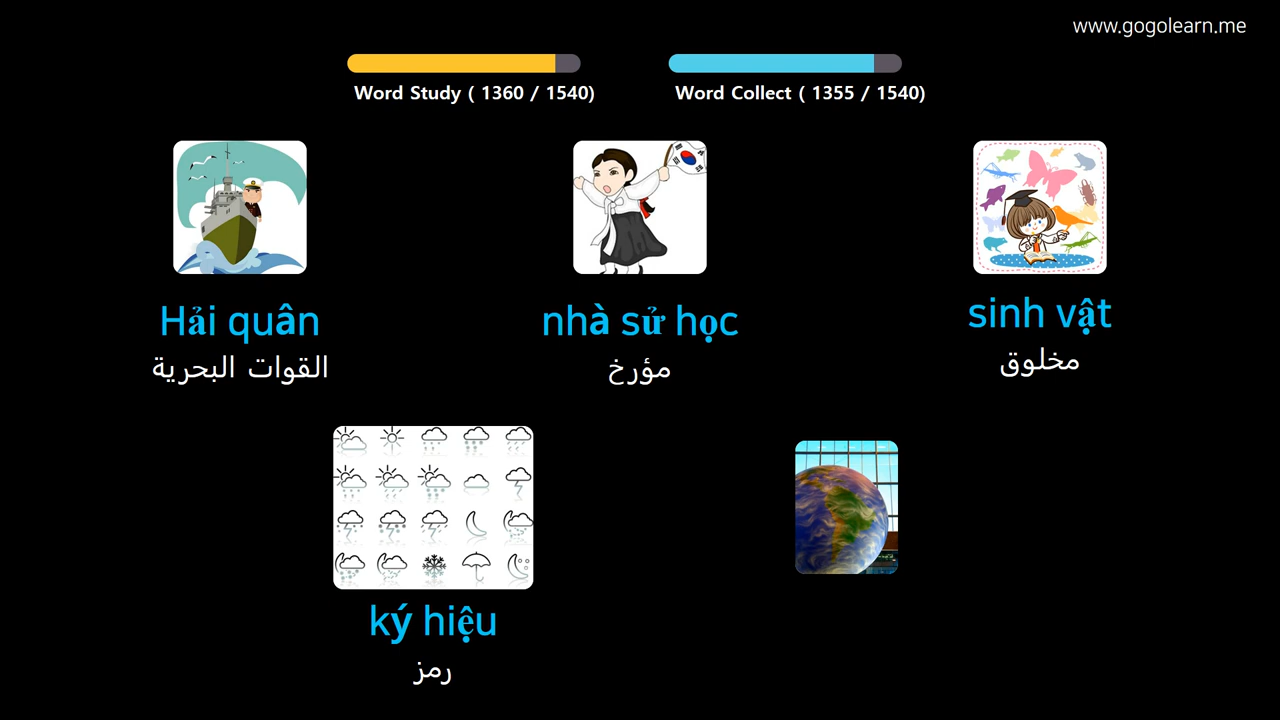 www.gogolearn.me
Word Study ( 1360 / 1540)
Word Collect ( 1355 / 1540)
Hải quân
القوات البحرية
nhà sử học
مؤرخ
sinh vật
مخلوق
ký hiệu
رمز